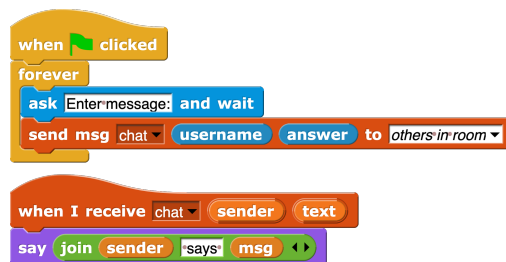 when clicked
forever
ask Enter message: and wait
send msg chat username answer to others in room
when I receive chat sender text
say join sender says msg